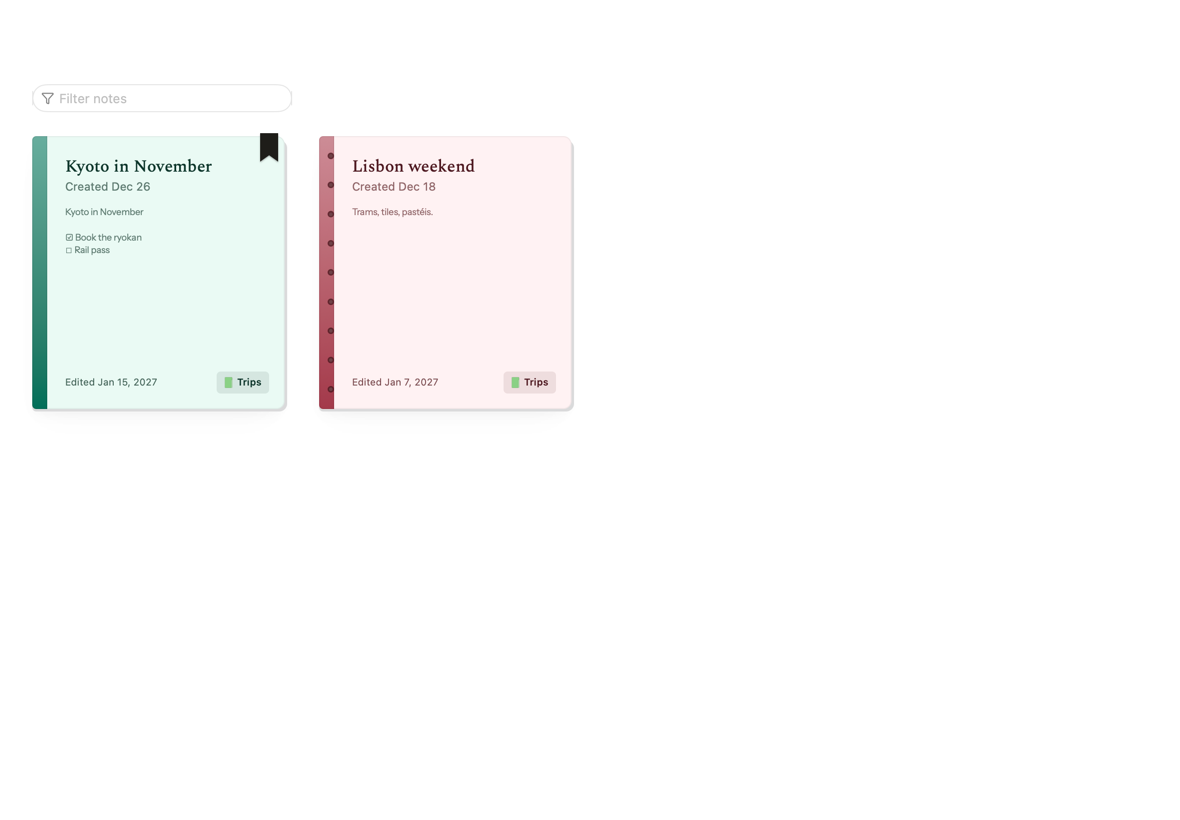 Filter notes
Kyoto in November
Created Dec 26
Kyoto in November
☑ Book the ryokan
☐ Rail pass
Edited Jan 15, 2027
Trips
Lisbon weekend
Created Dec 18
Trams, tiles, pastéis.
Edited Jan 7, 2027
Trips